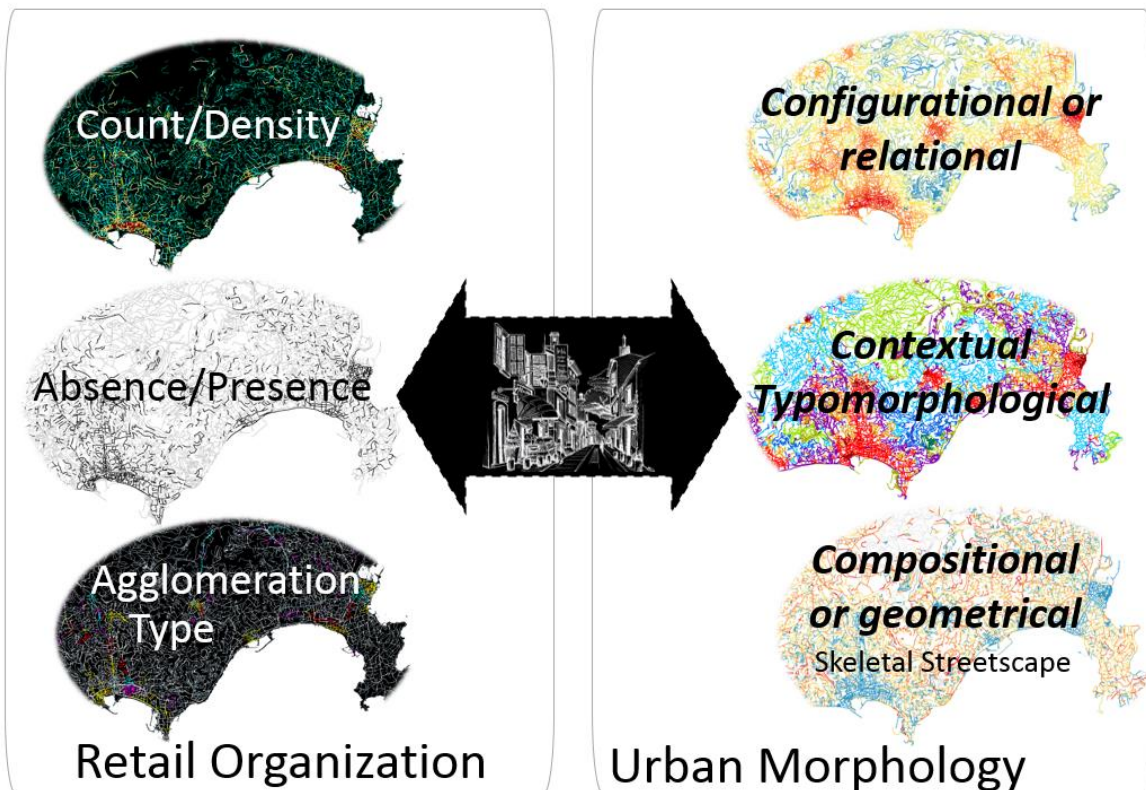 Count/Density
Absence/Presence
Agglomeration
Type
Retail Organization
Configurational or
relational
Contextual
Typomorphological
Compositional
or geometrical
Skeletal Streetscape
Urban Morphology